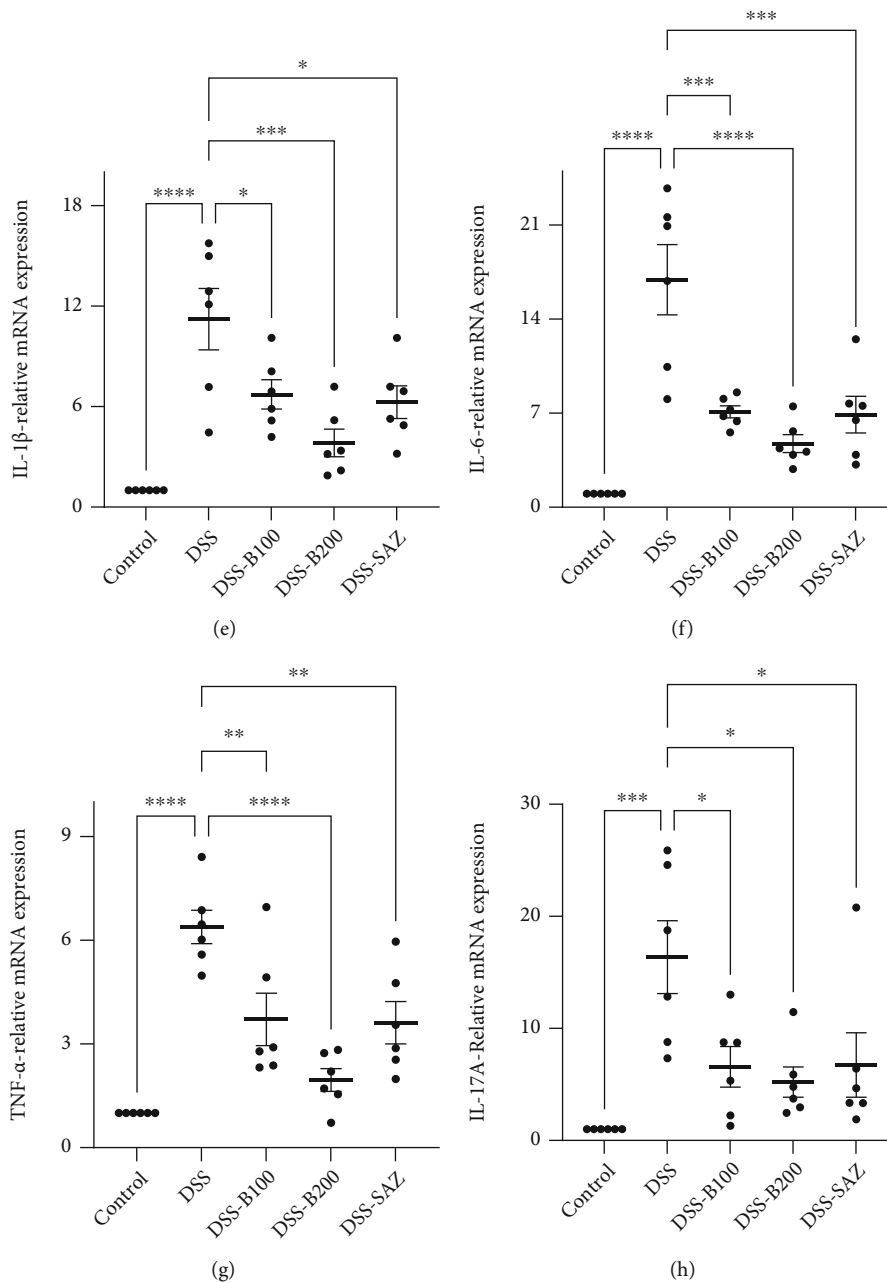 *
***
****
*
IL-1β-relative mRNA expression
18
12
6
0
Control
DSS
DSS-B100
DSS-B200
DSS-SAZ
(e)
***
***
****
****
IL-6-relative mRNA expression
21
14
7
0
Control
DSS
DSS-B100
DSS-B200
DSS-SAZ
(f)
**
**
****
****
TNF-α-relative mRNA expression
9
6
3
0
Control
DSS
DSS-B100
DSS-B200
DSS-SAZ
(g)
*
*
***
*
IL-17A-Relative mRNA expression
30
20
10
0
Control
DSS
DSS-B100
DSS-B200
DSS-SAZ
(h)